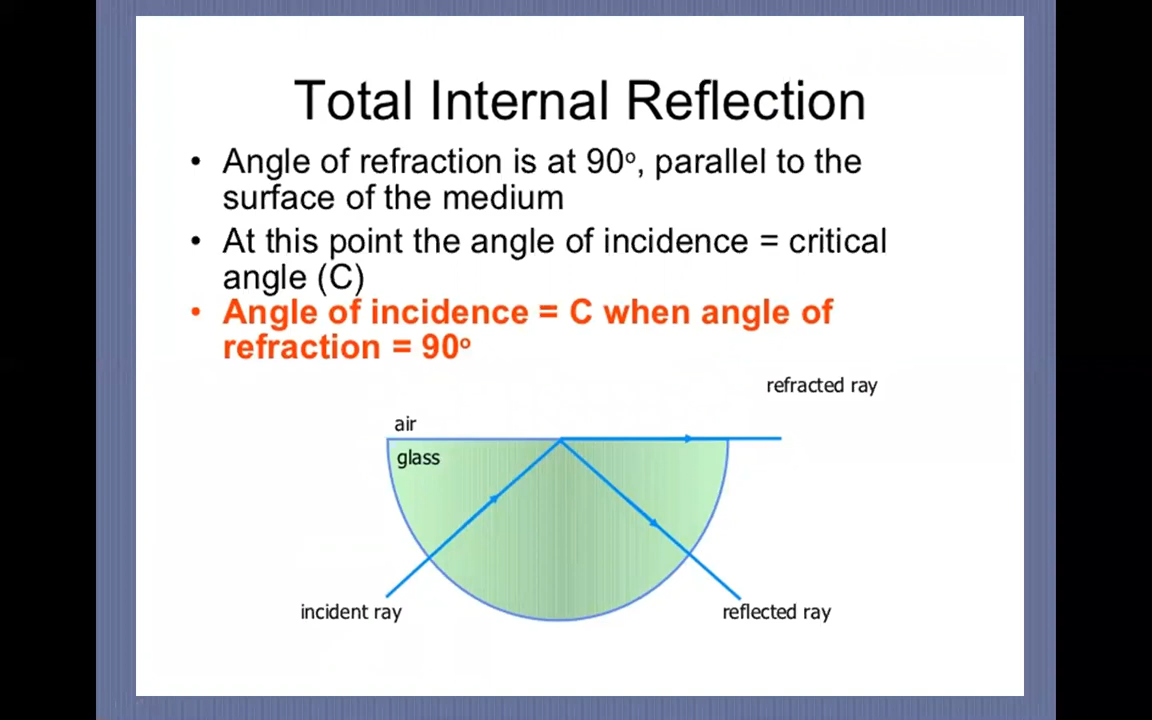 Total Internal Reflection
• Angle of refraction is at 90º, parallel to the
surface of the medium
• At this point the angle of incidence = critical
angle (C)
• Angle of incidence = C when angle of
refraction = 90º
refracted ray
air
glass
incident ray
reflected ray